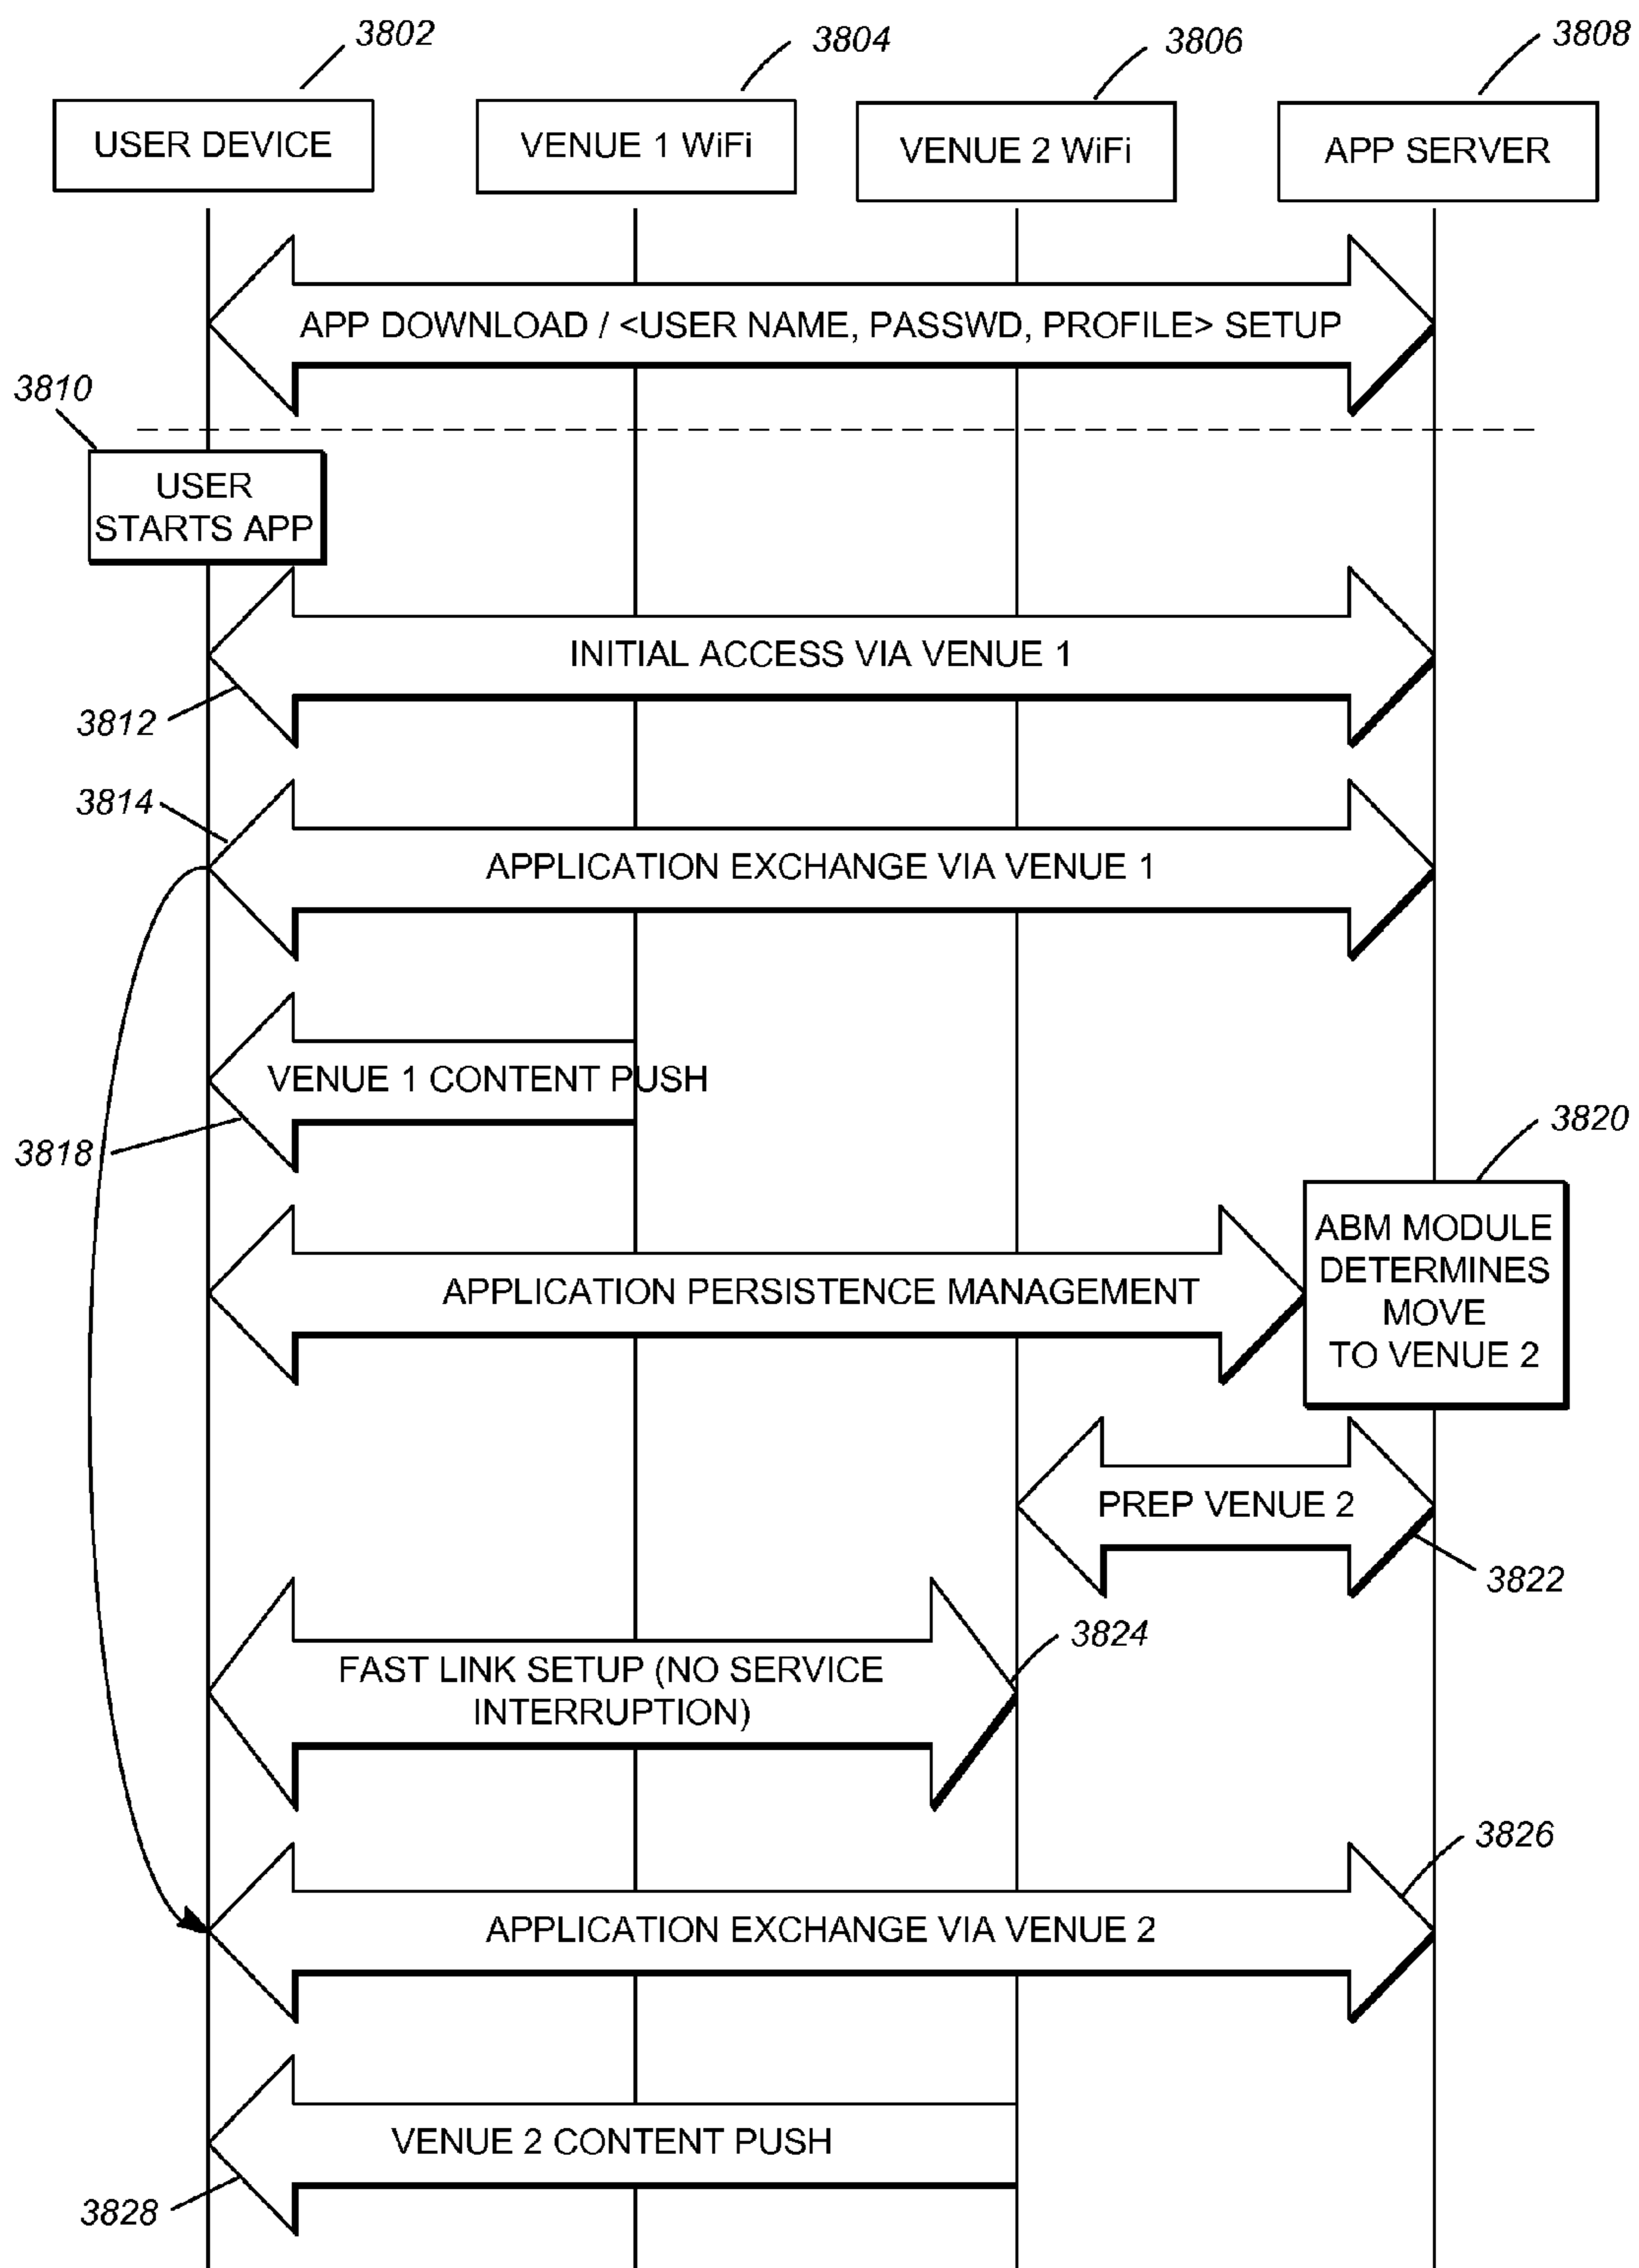 3802
3804
3806
3808
USER DEVICE
VENUE 1 WiFi
VENUE 2 WiFi
APP SERVER
APP DOWNLOAD / <USER NAME, PASSWD, PROFILE> SETUP
3810
USER
STARTS APP
INITIAL ACCESS VIA VENUE 1
3812
3814
APPLICATION EXCHANGE VIA VENUE 1
VENUE 1 CONTENT PUSH
3818
3820
ABM MODULE
DETERMINES
MOVE
TO VENUE 2
APPLICATION PERSISTENCE MANAGEMENT
PREP VENUE 2
3822
3824
FAST LINK SETUP (NO SERVICE
INTERRUPTION)
3826
APPLICATION EXCHANGE VIA VENUE 2
VENUE 2 CONTENT PUSH
3828